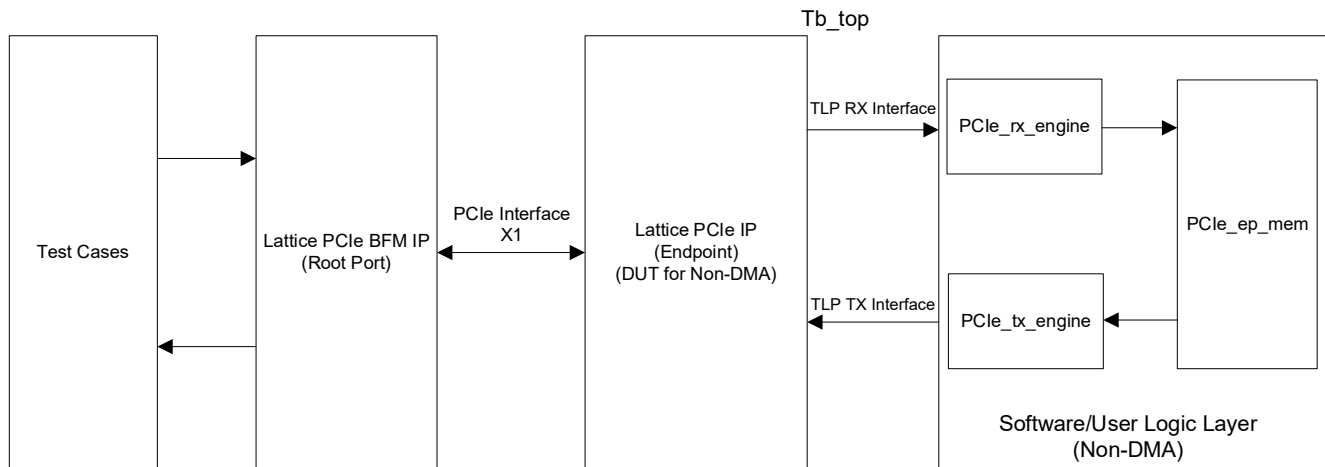 Tb_top
Test Cases
Lattice PCIe BFM IP
(Root Port)
PCIe Interface
X1
Lattice PCIe IP
(Endpoint)
(DUT for Non-DMA)
TLP RX Interface
TLP TX Interface
PCIe_rx_engine
PCIe_ep_mem
PCIe_tx_engine
Software/User Logic Layer
(Non-DMA)